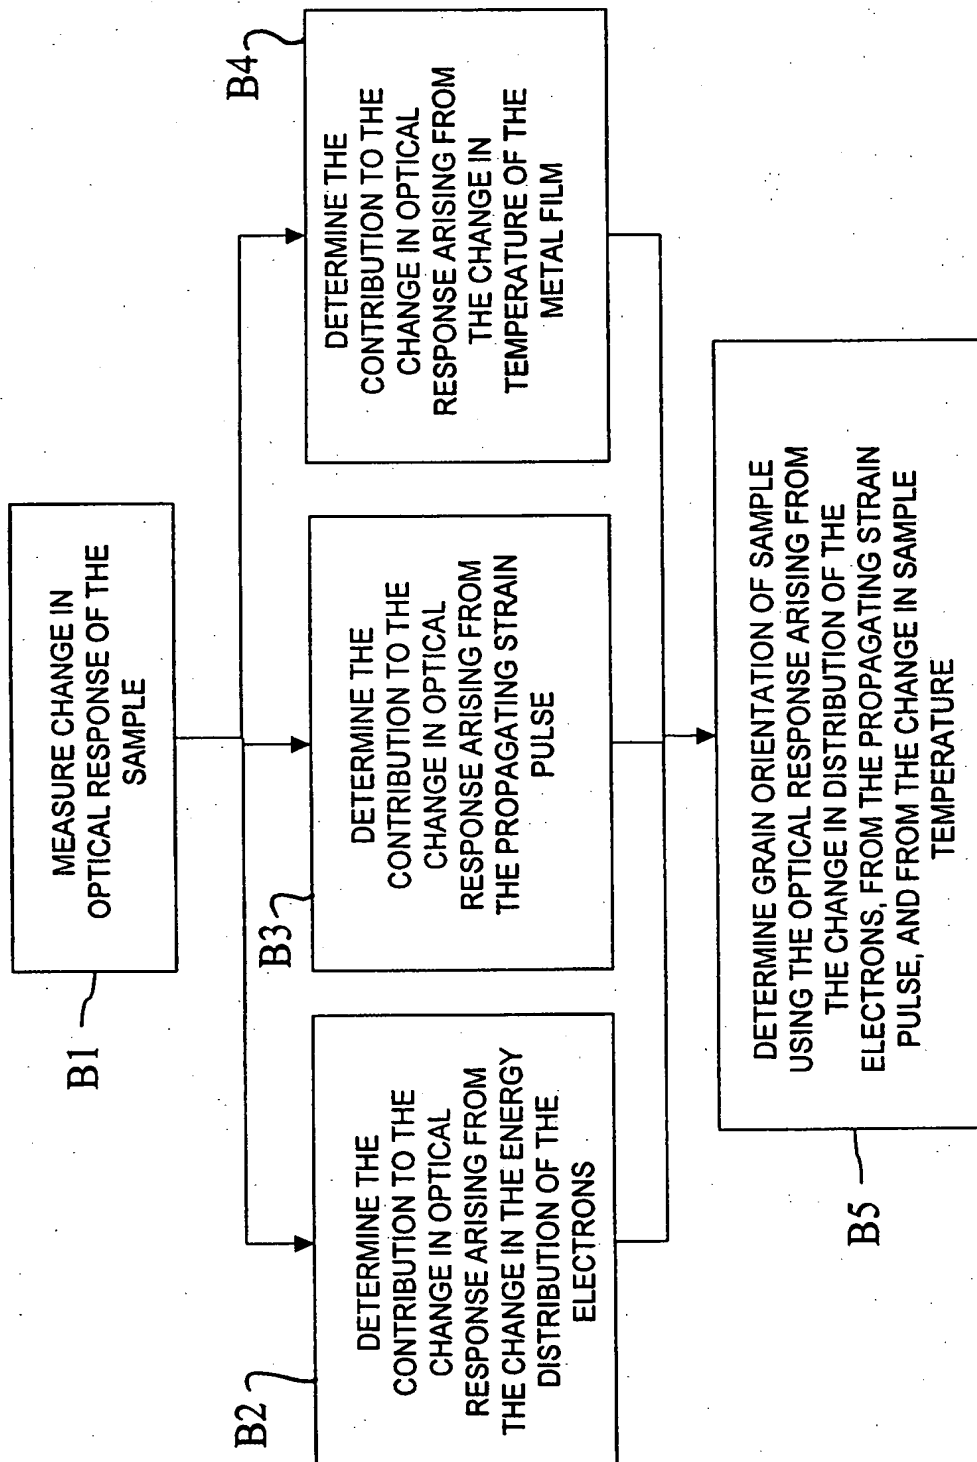 B1
MEASURE CHANGE IN
OPTICAL RESPONSE OF THE
SAMPLE
B2
DETERMINE THE
CONTRIBUTION TO THE
CHANGE IN OPTICAL
RESPONSE ARISING FROM
THE CHANGE IN THE ENERGY
DISTRIBUTION OF THE
ELECTRONS
B3
DETERMINE THE
CONTRIBUTION TO THE
CHANGE IN OPTICAL
RESPONSE ARISING FROM
THE PROPAGATING STRAIN
PULSE
B4
DETERMINE THE
CONTRIBUTION TO THE
CHANGE IN OPTICAL
RESPONSE ARISING FROM
THE CHANGE IN
TEMPERATURE OF THE
METAL FILM
B5
DETERMINE GRAIN ORIENTATION OF SAMPLE
USING THE OPTICAL RESPONSE ARISING FROM
THE CHANGE IN DISTRIBUTION OF THE
ELECTRONS, FROM THE PROPAGATING STRAIN
PULSE, AND FROM THE CHANGE IN SAMPLE
TEMPERATURE